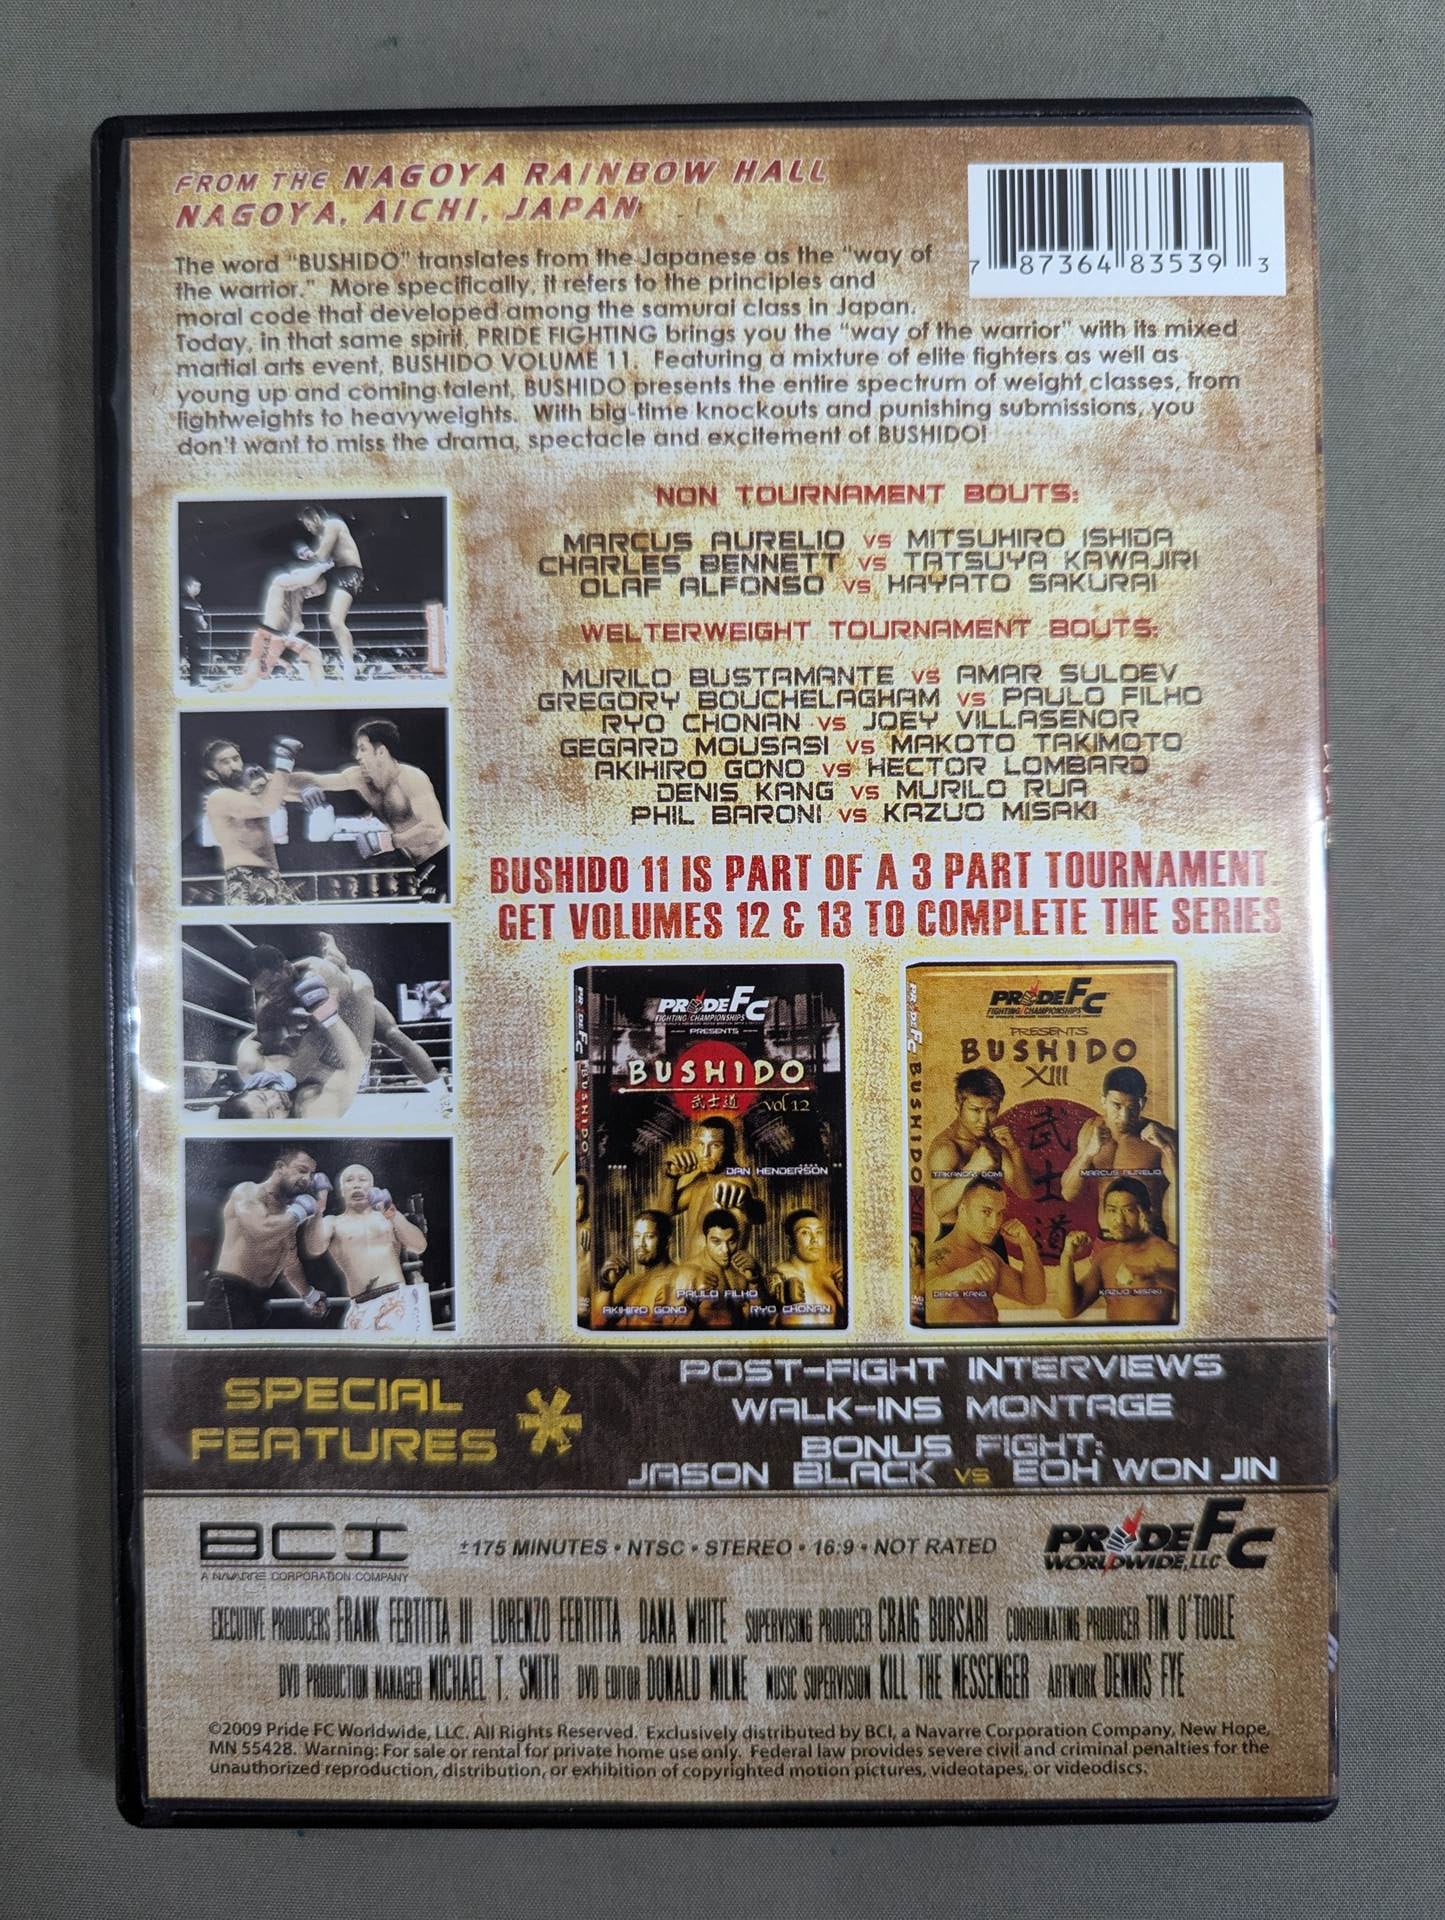 FROM THE NAGOYA RAINBOW HALL
NAGOYA, AICHI, JAPAN
7 87364 83539 3
The word "BUSHIDO" translates from the Japanese as the "way of
the warrior." More specifically, it refers to the principles and
moral code that developed among the samurai class in Japan.
Today, in that same spirit, PRIDE FIGHTING brings you the "way of the warrior" with its mixed
martial arts event, BUSHIDO VOLUME 11. Featuring a mixture of elite fighters as well as
young up and coming talent, BUSHIDO presents the entire spectrum of weight classes, from
lightweights to heavyweights. With big-time knockouts and punishing submissions, you
don't want to miss the drama, spectacle and excitement of BUSHIDO!
NON TOURNAMENT BOUTS:
MARCUS AURELIO VS MITSUHIRO ISHIDA
CHARLES BENNETT VS TATSUYA KAWAJIRI
OLAF ALFONSO VS HAYATO SAKURAI
WELTERWEIGHT TOURNAMENT BOUTS:
MURILO BUSTAMANTE VS AMAR SULOEV
GREGORY BOUCHELAGHAM VS PAULO FILHO
RYO CHONAN VS JOEY VILLASENOR
GEGARD MOUSASI VS MAKOTO TAKIMOTO
AKIHIRO GONO VS HECTOR LOMBARD
DENIS KANG VS MURILO RUA
PHIL BARONI VS KAZUO MISAKI
BUSHIDO 11 IS PART OF A 3 PART TOURNAMENT.
GET VOLUMES 12 & 13 TO COMPLETE THE SERIES
PRIDE FC
BUSHIDO
PRIDE FC
FIGHTING CHAMPIONSHIPS
PRESENTS
BUSHIDO
武士道 vol 12
DAN HENDERSON
PAULO FILHO
AKIHIRO GONO RYO CHONAN
PRIDE FC
BUSHIDO XIII
PRIDE FC
FIGHTING CHAMPIONSHIPS
PRESENTS
BUSHIDO
XIII
武士道
TAKANORI GOMI MARCUS AURELIO
DENIS KANG KAZUO MISAKI
SPECIAL
FEATURES
POST-FIGHT INTERVIEWS
WALK-INS MONTAGE
BONUS FIGHT:
JASON BLACK VS EOH WON JIN
BCI
A NAVARRE CORPORATION COMPANY
±175 MINUTES • NTSC • STEREO • 16:9 • NOT RATED
PRIDE FC
WORLDWIDE, LLC
EXECUTIVE PRODUCERS FRANK FERTITTA III LORENZO FERTITTA DANA WHITE SUPERVISING PRODUCER CRAIG BORSARI COORDINATING PRODUCER TIM O'TOOLE
DVD PRODUCTION MANAGER MICHAEL T. SMITH DVD EDITOR DONALD MILNE MUSIC SUPERVISION KILL THE MESSENGER ARTWORK DENNIS FYE
©2009 Pride FC Worldwide, LLC. All Rights Reserved. Exclusively distributed by BCI, a Navarre Corporation Company, New Hope,
MN 55428. Warning: For sale or rental for private home use only. Federal law provides severe civil and criminal penalties for the
unauthorized reproduction, distribution, or exhibition of copyrighted motion pictures, videotapes, or videodiscs.